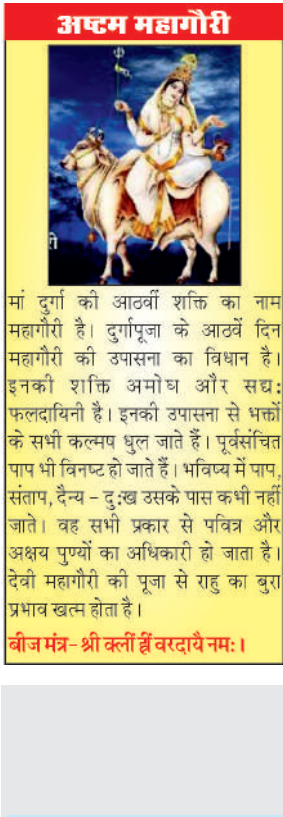 अष्टम महागौरी
री
मां दुर्गा की आठवीं शक्ति का नाम
महागौरी है। दुर्गापूजा के आठवें दिन
महागौरी की उपासना का विधान है।
इनकी शक्ति अमोघ और सद्य:
फलदायिनी है। इनकी उपासना से भक्तों
के सभी कल्मष धुल जाते हैं। पूर्वसंचित
पाप भी विनष्ट हो जाते हैं। भविष्य में पाप,
संताप, दैन्य – दु:ख उसके पास कभी नहीं
जाते। वह सभी प्रकार से पवित्र और
अक्षय पुण्यों का अधिकारी हो जाता है।
देवी महागौरी की पूजा से राहु का बुरा
प्रभाव खत्म होता है।
बीज मंत्र– श्री क्लीं ह्रीं वरदायै नम:।